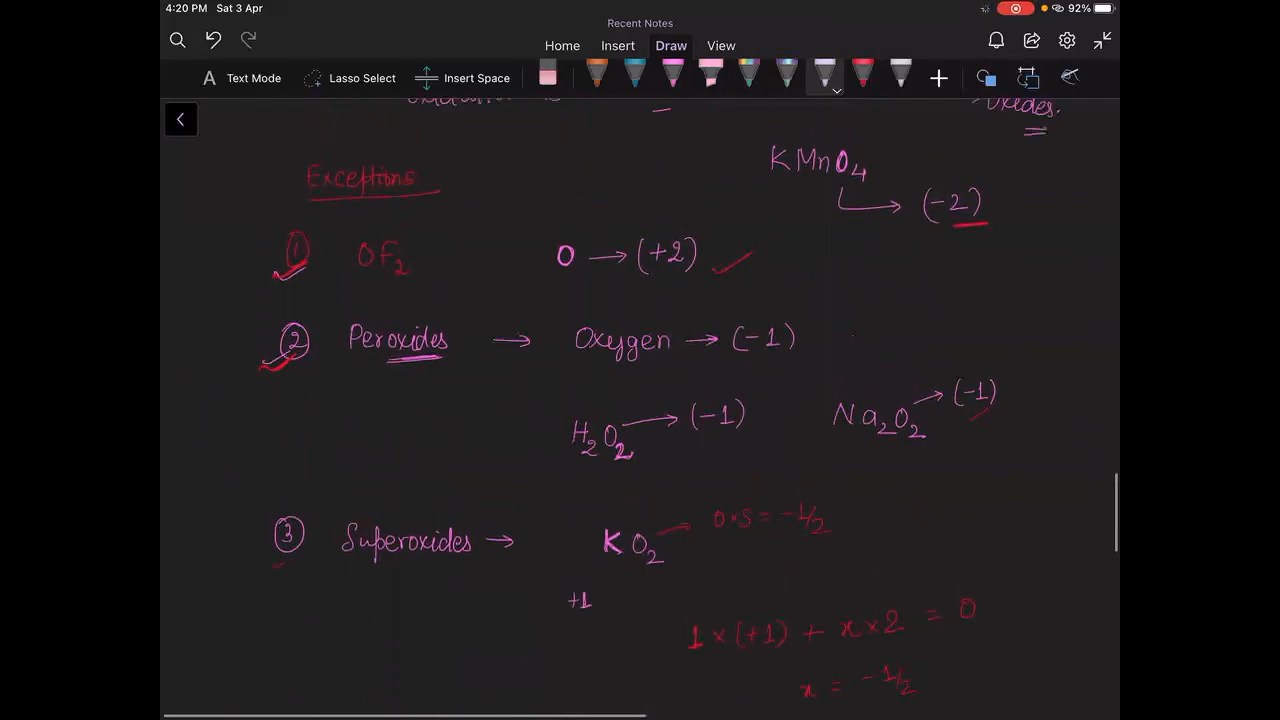 4:20 PM Sat 3 Apr
92%
Recent Notes
Home Insert Draw View
Text Mode Lasso Select Insert Space
oxides.
KMnO4
(-2)
Exceptions
① OF2 O → (+2)
② Peroxides → Oxygen → (-1)
H2O2 → (-1) Na2O2 → (-1)
③ Superoxides → KO2 → O.S = -1/2
+1
1 × (+1) + x × 2 = 0
x = -1/2